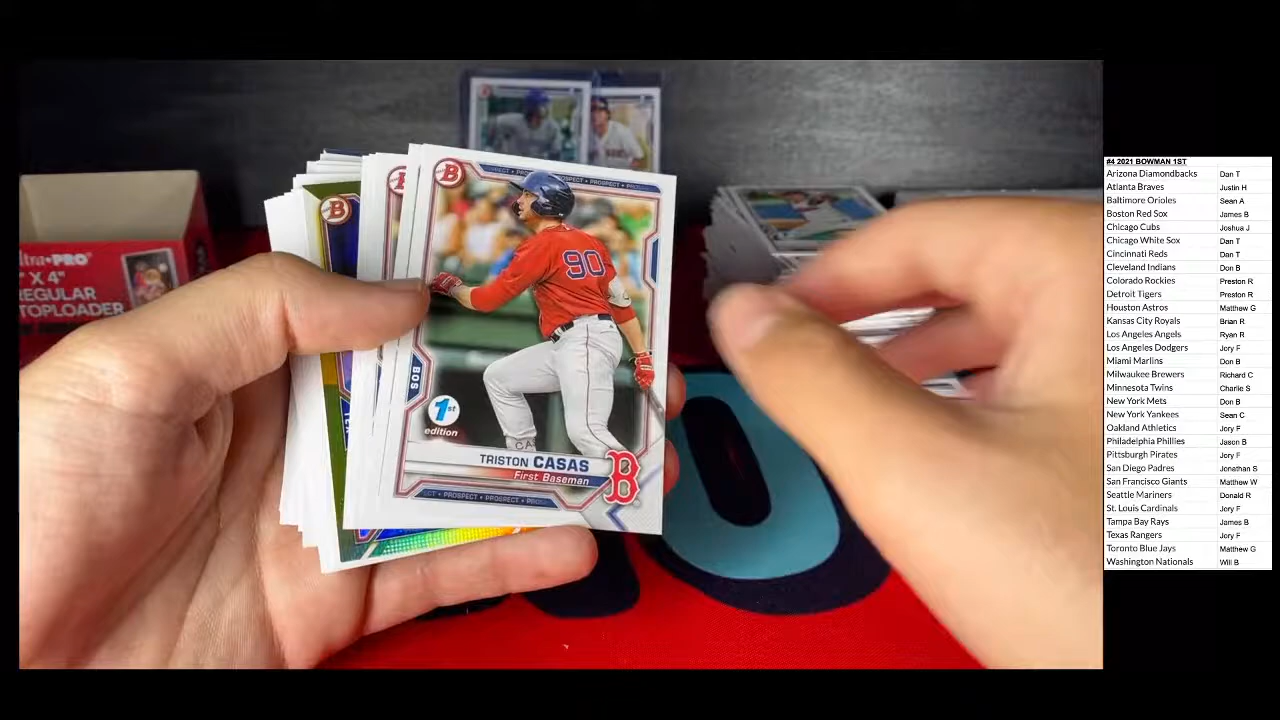 #4 2021 BOWMAN 1ST
Arizona Diamondbacks Dan T
Atlanta Braves Justin H
Baltimore Orioles Sean A
Boston Red Sox James B
Chicago Cubs Joshua J
Chicago White Sox Dan T
Cincinnati Reds Dan T
Cleveland Indians Don B
Colorado Rockies Preston R
Detroit Tigers Preston R
Houston Astros Matthew G
Kansas City Royals Brian R
Los Angeles Angels Ryan R
Los Angeles Dodgers Jory F
Miami Marlins Don B
Milwaukee Brewers Richard C
Minnesota Twins Charlie S
New York Mets Don B
New York Yankees Sean C
Oakland Athletics Jory F
Philadelphia Phillies Jason B
Pittsburgh Pirates Jory F
San Diego Padres Jonathan S
San Francisco Giants Matthew W
Seattle Mariners Donald R
St. Louis Cardinals Jory F
Tampa Bay Rays James B
Texas Rangers Jory F
Toronto Blue Jays Matthew G
Washington Nationals Will B
B
PROSPECT • PROSPECT
90
BOS
1st
edition
CA
TRISTON CASAS
First Baseman
B
PROSPECT • PROSPECT
B
ltra•PRO
" X 4"
REGULAR
TOPLOADER